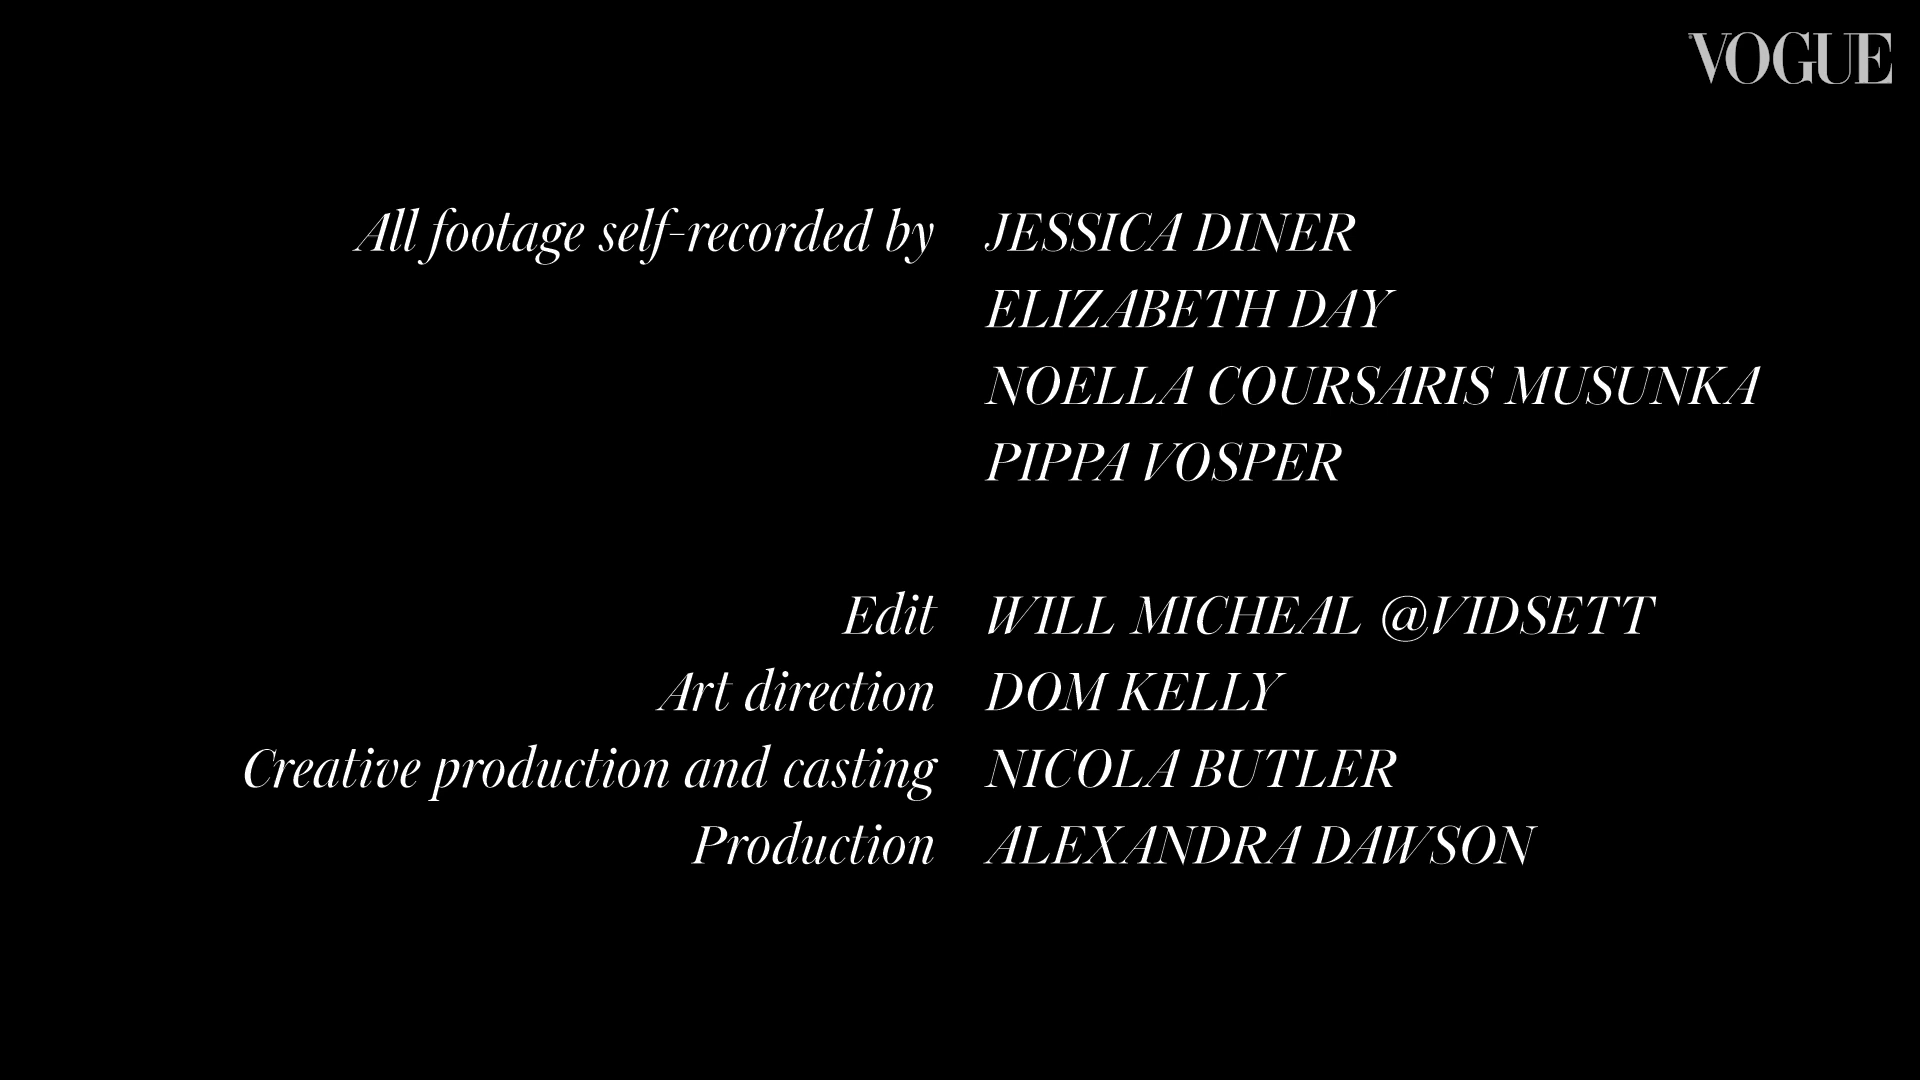 VOGUE
All footage self-recorded by JESSICA DINER
ELIZABETH DAY
NOELLA COURSARIS MUSUNKA
PIPPA VOSPER
Edit WILL MICHEAL @VIDSETT
Art direction DOM KELLY
Creative production and casting NICOLA BUTLER
Production ALEXANDRA DAWSON